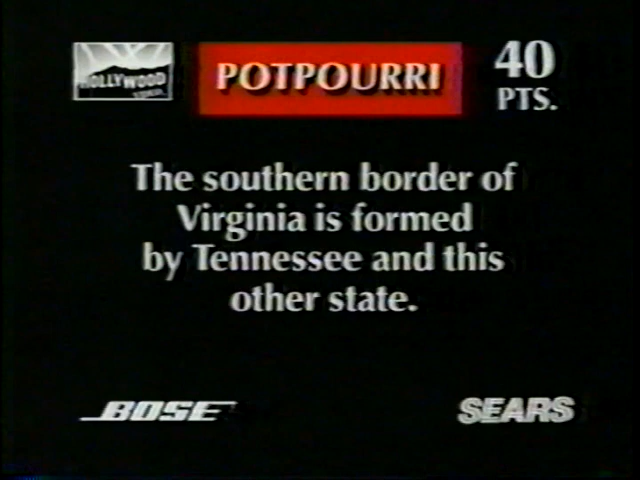 HOLLYWOOD
VIDEO
POTPOURRI
40
PTS.
The southern border of
Virginia is formed
by Tennessee and this
other state.
BOSE
SEARS